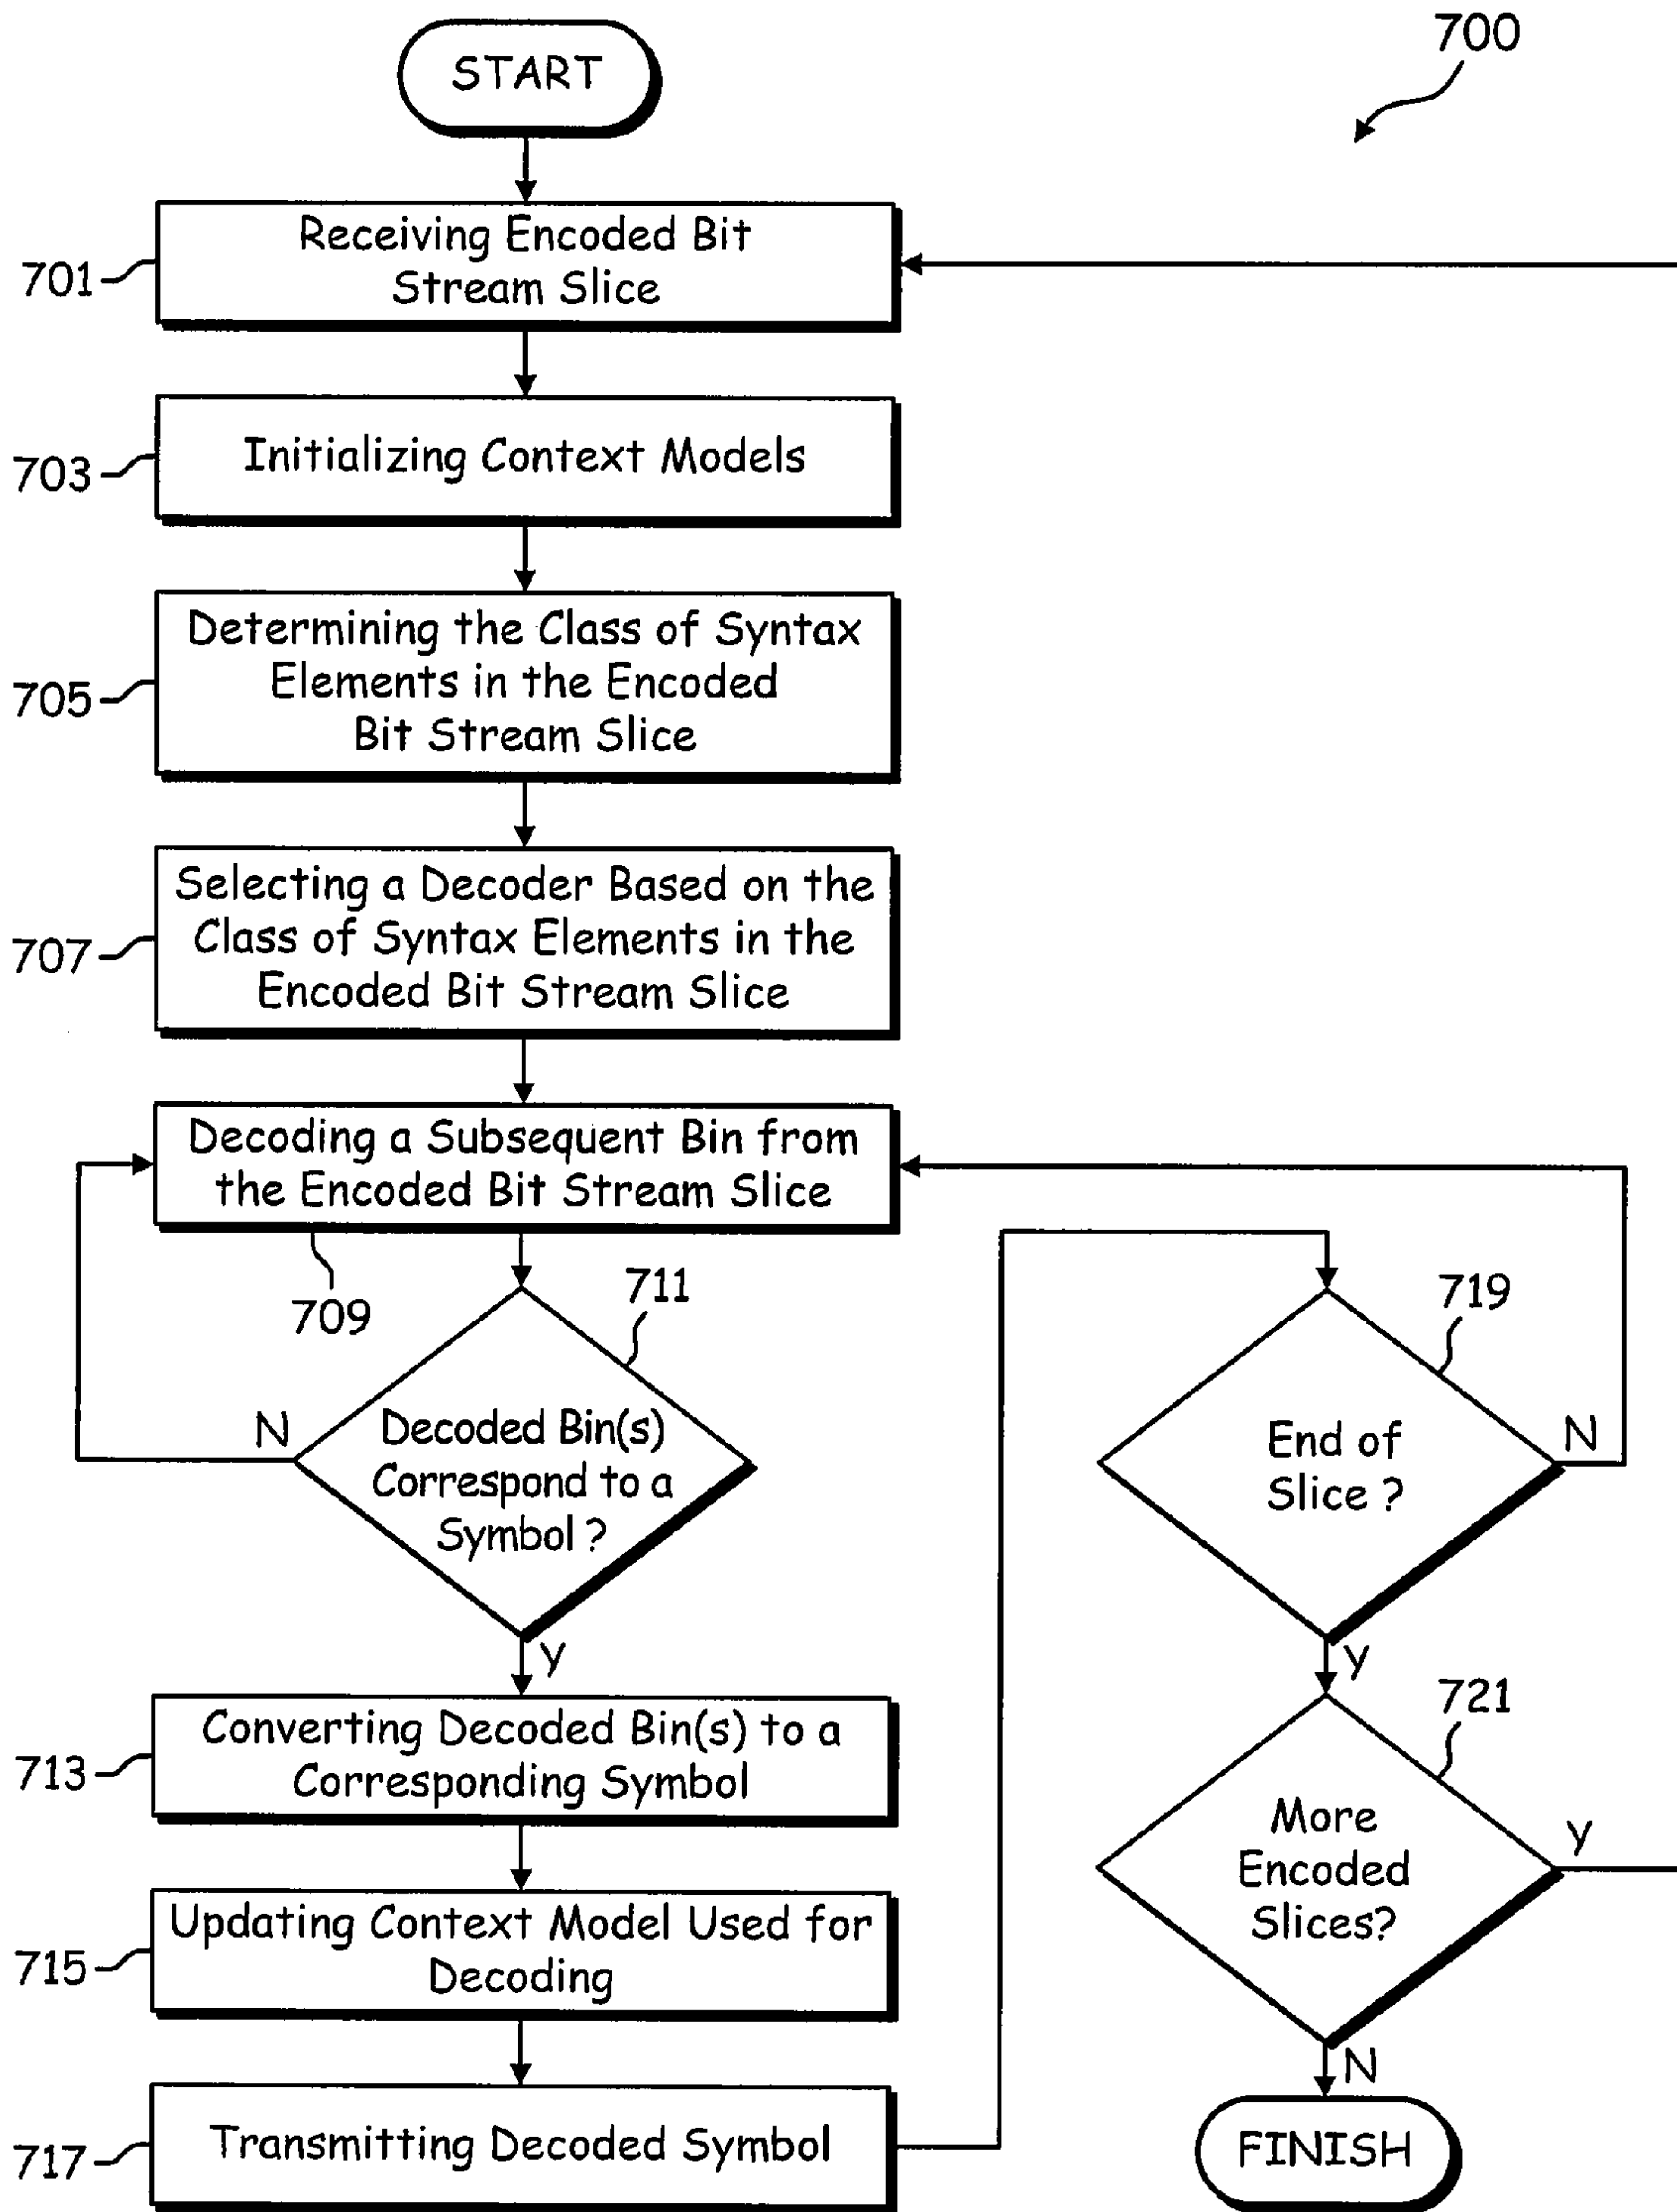 START
700
Receiving Encoded Bit
Stream Slice
701
Initializing Context Models
703
Determining the Class of Syntax
Elements in the Encoded
Bit Stream Slice
705
Selecting a Decoder Based on the
Class of Syntax Elements in the
Encoded Bit Stream Slice
707
Decoding a Subsequent Bin from
the Encoded Bit Stream Slice
709
711
Decoded Bin(s)
Correspond to a
Symbol ?
N
Y
Converting Decoded Bin(s) to a
Corresponding Symbol
713
Updating Context Model Used for
Decoding
715
Transmitting Decoded Symbol
717
719
End of
Slice ?
N
Y
721
More
Encoded
Slices?
Y
N
FINISH